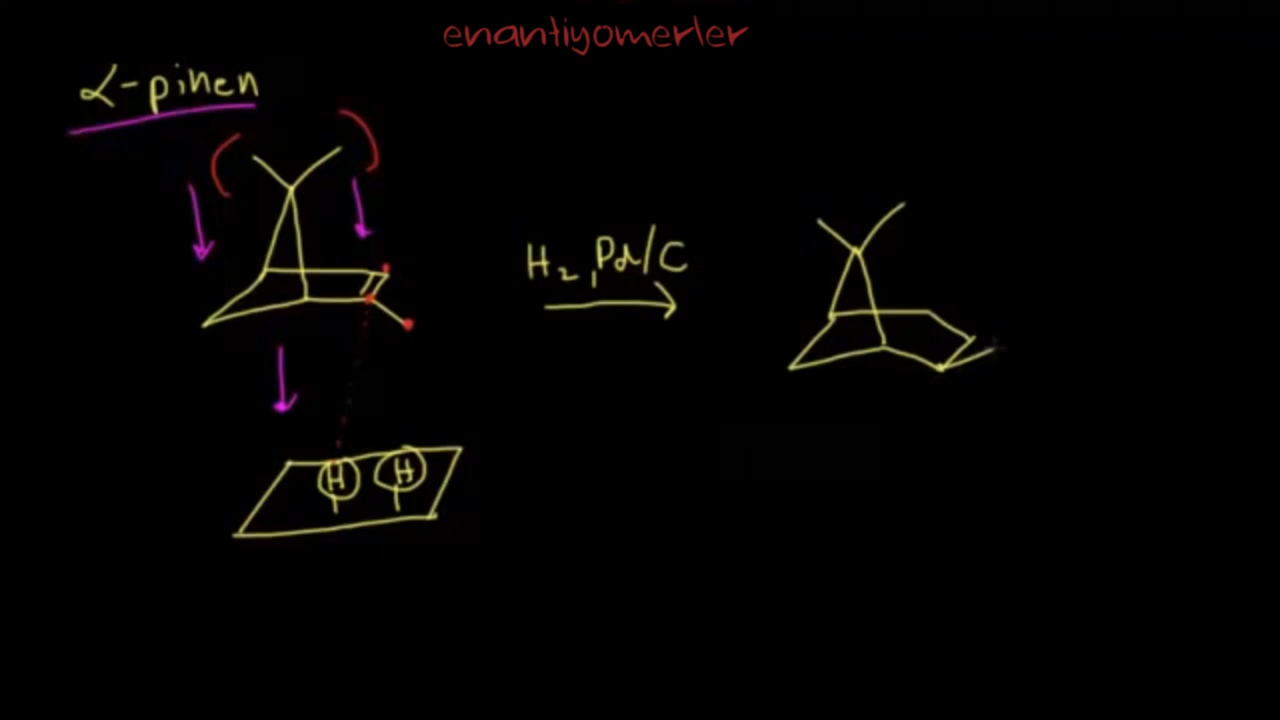 enantiyomerler
α-pinen
H₂, Pd/C
H H